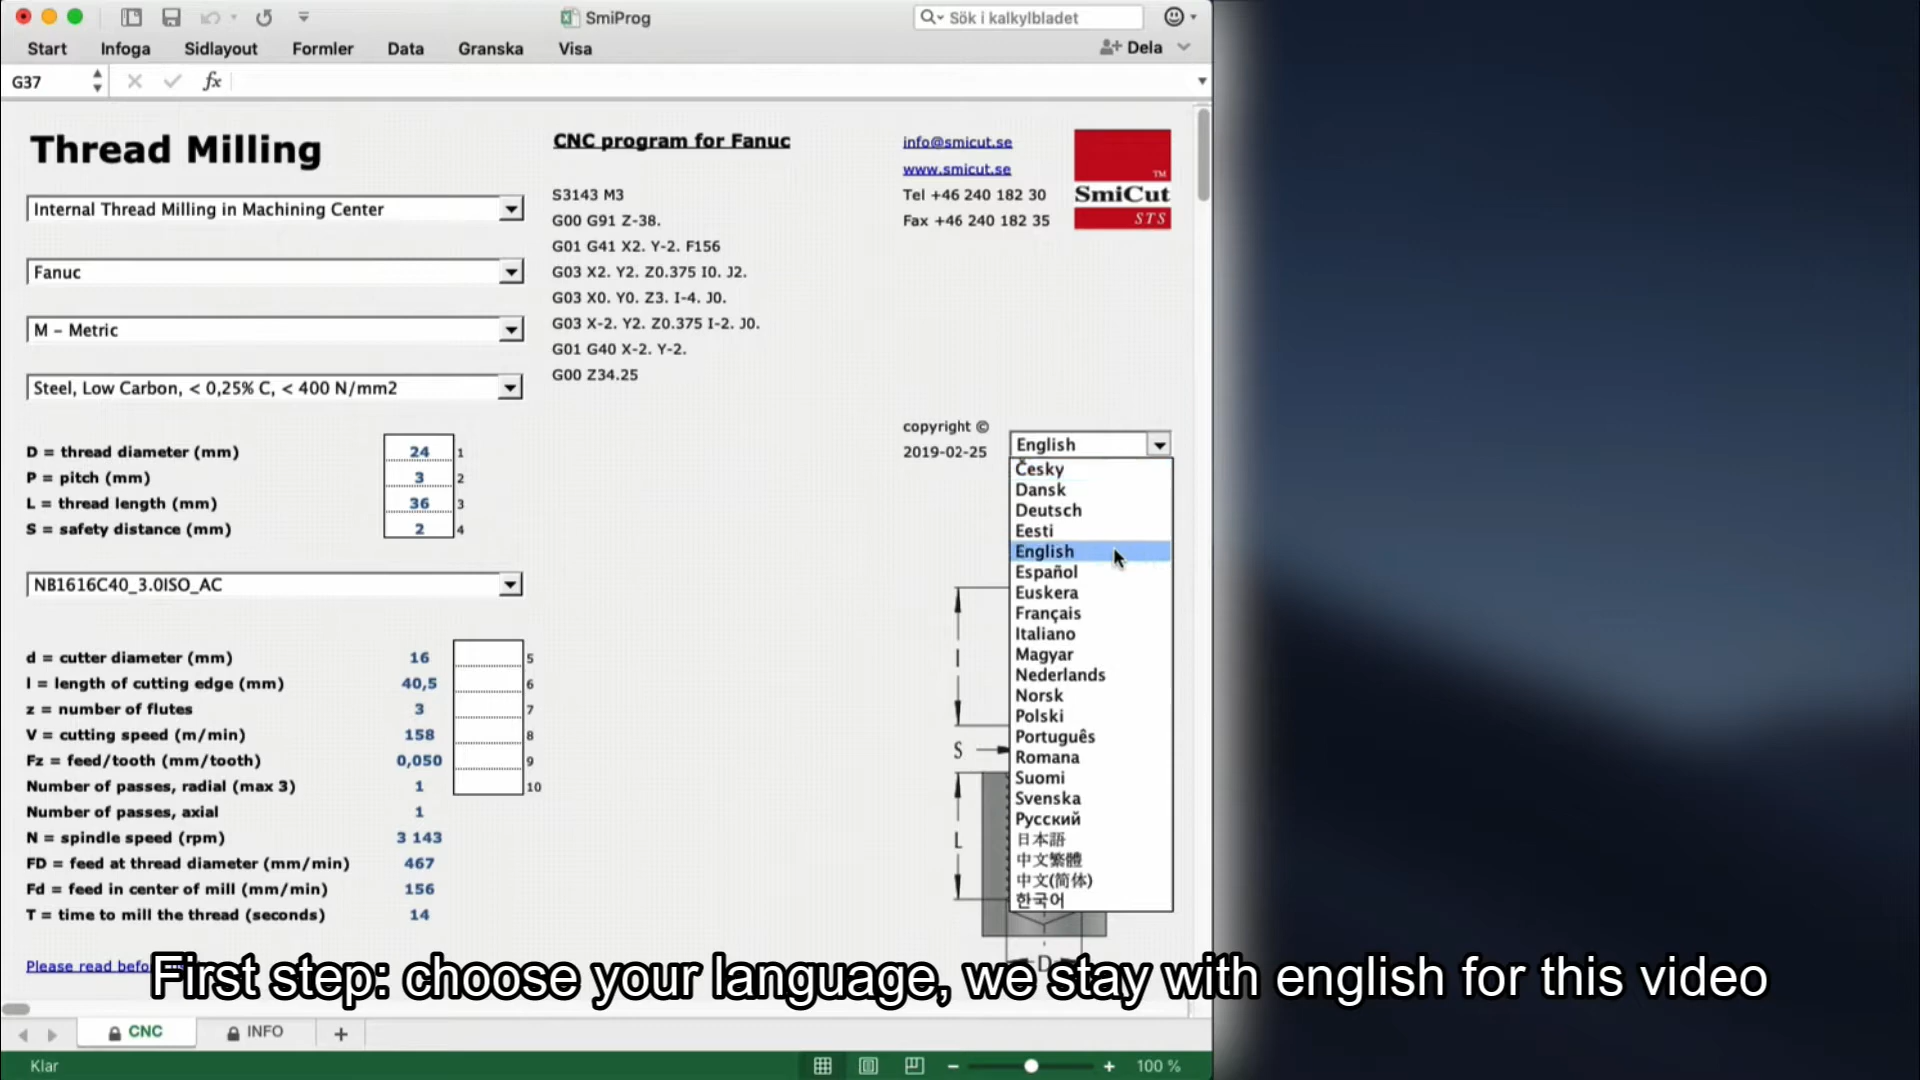 SmiProg
Sök i kalkylbladet
Start Infoga Sidlayout Formler Data Granska Visa
Dela
G37
fx
Thread Milling
Internal Thread Milling in Machining Center
Fanuc
M - Metric
Steel, Low Carbon, < 0,25% C, < 400 N/mm2
D = thread diameter (mm) 24 1
P = pitch (mm) 3 2
L = thread length (mm) 36 3
S = safety distance (mm) 2 4
NB1616C40_3.0ISO_AC
d = cutter diameter (mm) 16 5
l = length of cutting edge (mm) 40,5 6
z = number of flutes 3 7
V = cutting speed (m/min) 158 8
Fz = feed/tooth (mm/tooth) 0,050 9
Number of passes, radial (max 3) 1 10
Number of passes, axial 1
N = spindle speed (rpm) 3 143
FD = feed at thread diameter (mm/min) 467
Fd = feed in center of mill (mm/min) 156
T = time to mill the thread (seconds) 14
Please read befo
CNC program for Fanuc
S3143 M3
G00 G91 Z-38.
G01 G41 X2. Y-2. F156
G03 X2. Y2. Z0.375 I0. J2.
G03 X0. Y0. Z3. I-4. J0.
G03 X-2. Y2. Z0.375 I-2. J0.
G01 G40 X-2. Y-2.
G00 Z34.25
info@smicut.se
www.smicut.se
Tel +46 240 182 30
Fax +46 240 182 35
TM
SmiCut
STS
copyright ©
2019-02-25
English
Česky
Dansk
Deutsch
Eesti
English
Español
Euskera
Français
Italiano
Magyar
Nederlands
Norsk
Polski
Português
Romana
Suomi
Svenska
Русский
日本語
中文繁體
中文(简体)
한국어
l
S
L
D
First step: choose your language, we stay with english for this video
CNC INFO
Klar
100 %